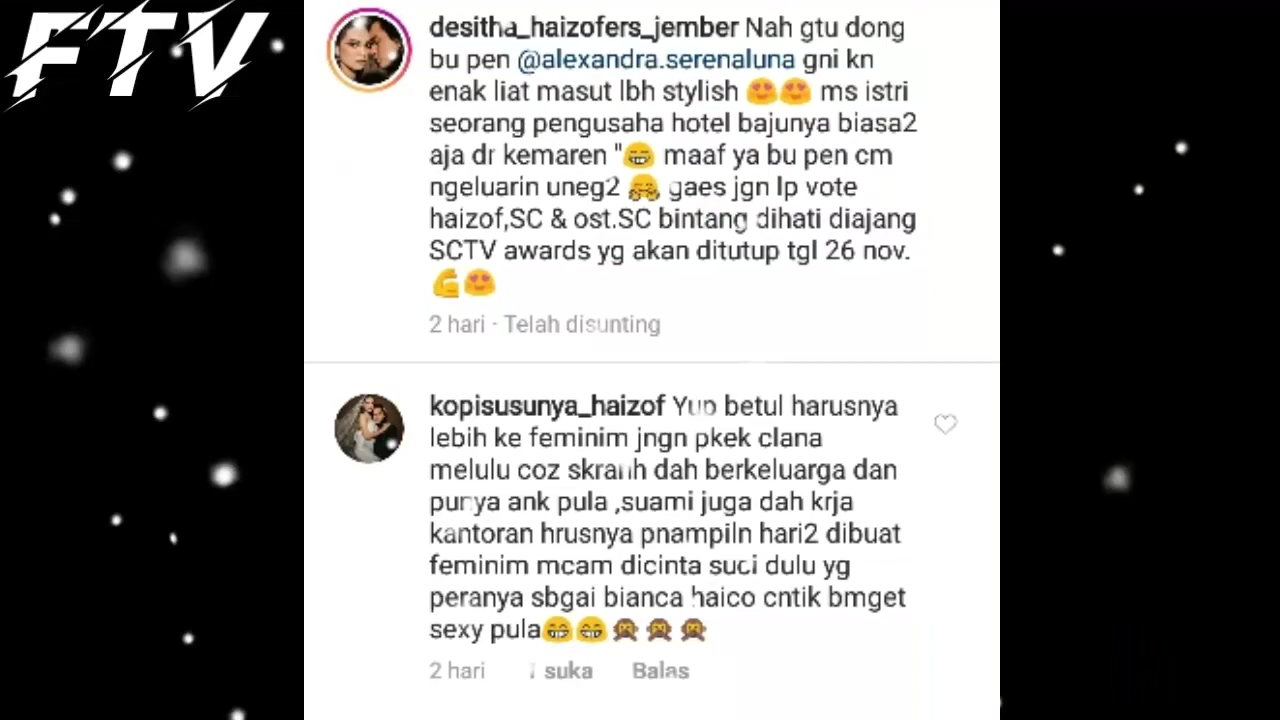 FTV
desitha_haizofers_jember Nah gtu dong
bu pen @alexandra.serenaluna gni kn
enak liat masut lbh stylish 😍😍 ms istri
seorang pengusaha hotel bajunya biasa2
aja dr kemaren "😁 maaf ya bu pen cm
ngeluarin uneg2 🤗 gaes jgn lp vote
haizof,SC & ost.SC bintang dihati diajang
SCTV awards yg akan ditutup tgl 26 nov.
💪😍
2 hari · Telah disunting
kopisusunya_haizof Yup betul harusnya
lebih ke feminim jngn pkek clana
melulu coz dah berkeluarga dan
punya ank pula ,suami juga dah krja
kantoran hrusnya pnampiln hari2 dibuat
feminim mcam dicinta suci dulu yg
peranya sbgai bianca haico cntik bmget
sexy pula😁😁🙊🙊🙊
2 hari suka Balas